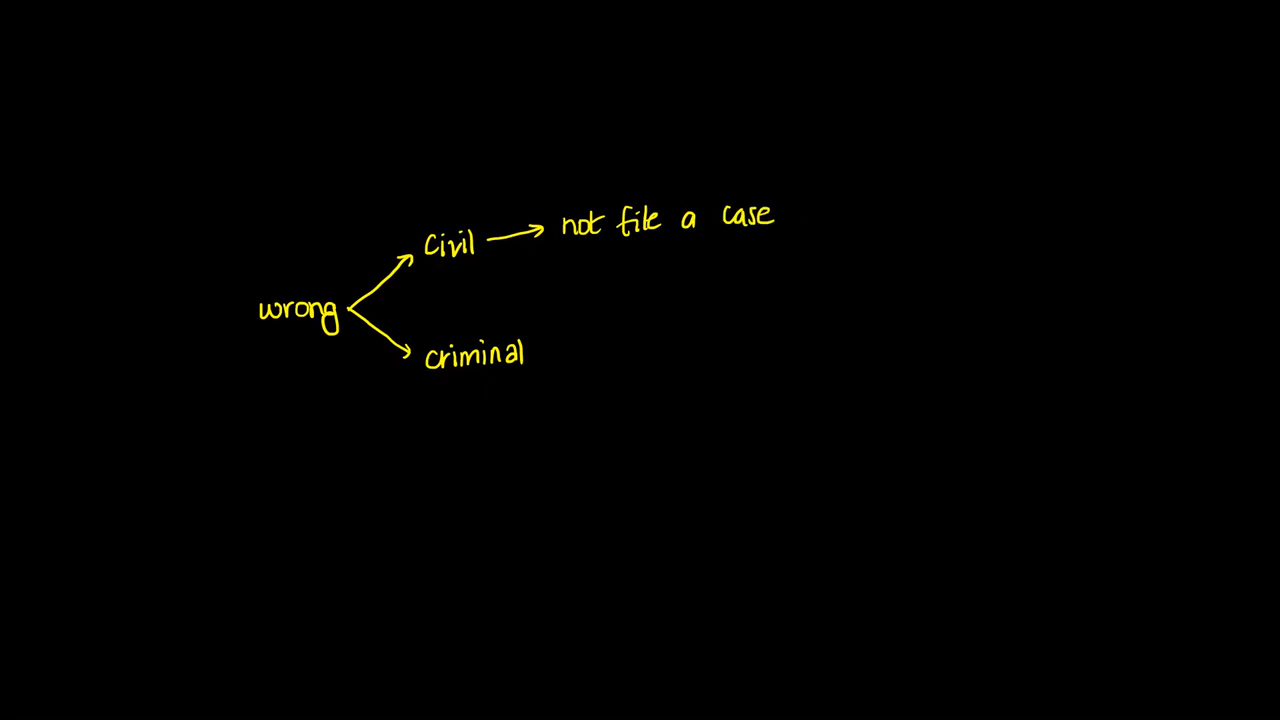 civil → not file a case
wrong
criminal